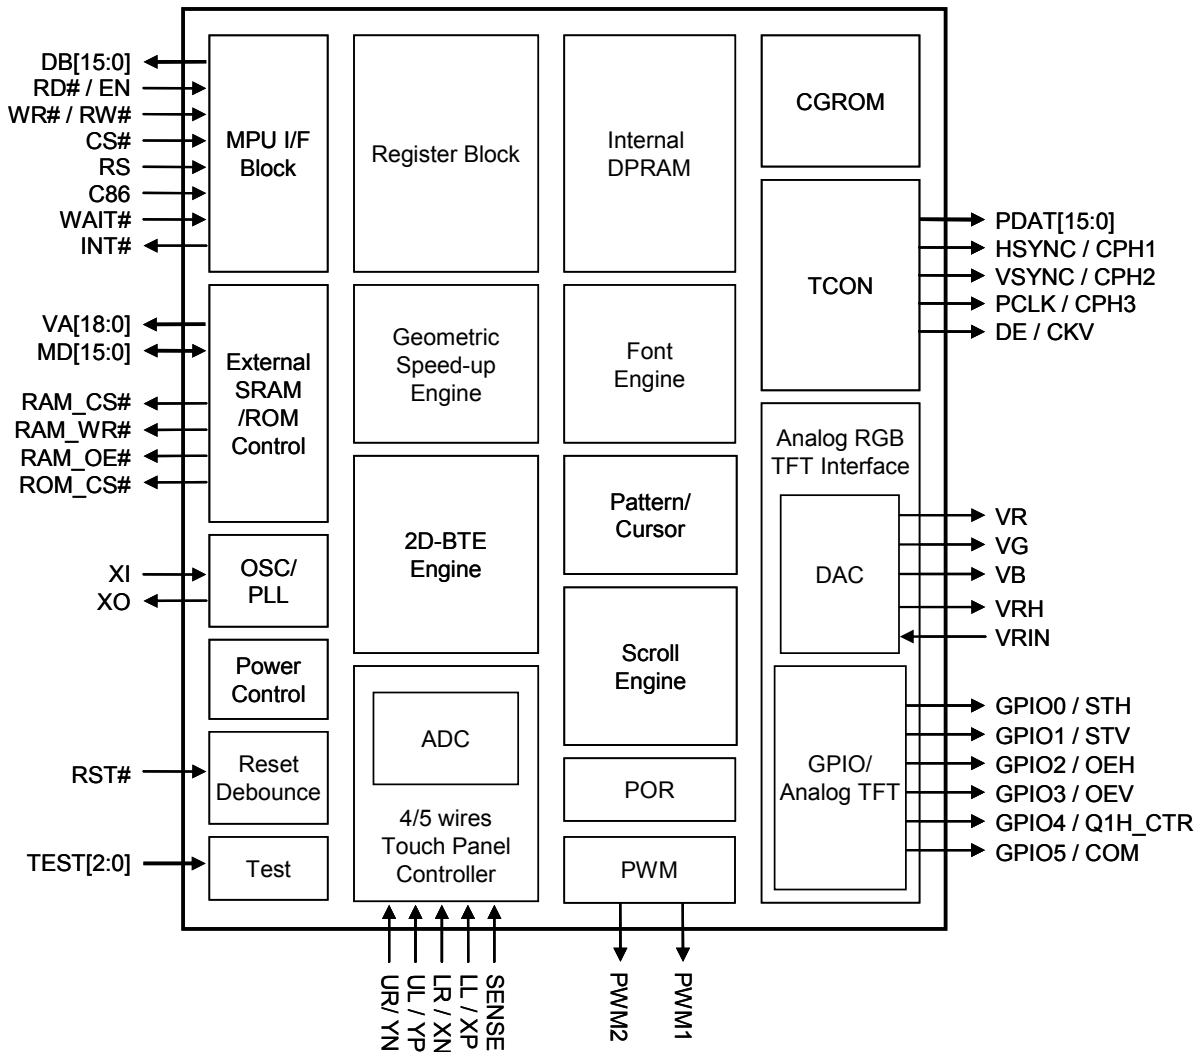 DB[15:0]
RD# / EN
WR# / RW#
CS#
RS
C86
WAIT#
INT#
MPU I/F
Block
VA[18:0]
MD[15:0]
RAM_CS#
RAM_WR#
RAM_OE#
ROM_CS#
External
SRAM
/ROM
Control
XI
XO
OSC/
PLL
Power
Control
RST#
Reset
Debounce
TEST[2:0]
Test
Register Block
Geometric
Speed-up
Engine
2D-BTE
Engine
ADC
4/5 wires
Touch Panel
Controller
UR/ YN
UL / YP
LR / XN
LL / XP
SENSE
Internal
DPRAM
Font
Engine
Pattern/
Cursor
Scroll
Engine
POR
PWM
PWM2
PWM1
CGROM
TCON
PDAT[15:0]
HSYNC / CPH1
VSYNC / CPH2
PCLK / CPH3
DE / CKV
Analog RGB
TFT Interface
DAC
VR
VG
VB
VRH
VRIN
GPIO/
Analog TFT
GPIO0 / STH
GPIO1 / STV
GPIO2 / OEH
GPIO3 / OEV
GPIO4 / Q1H_CTR
GPIO5 / COM